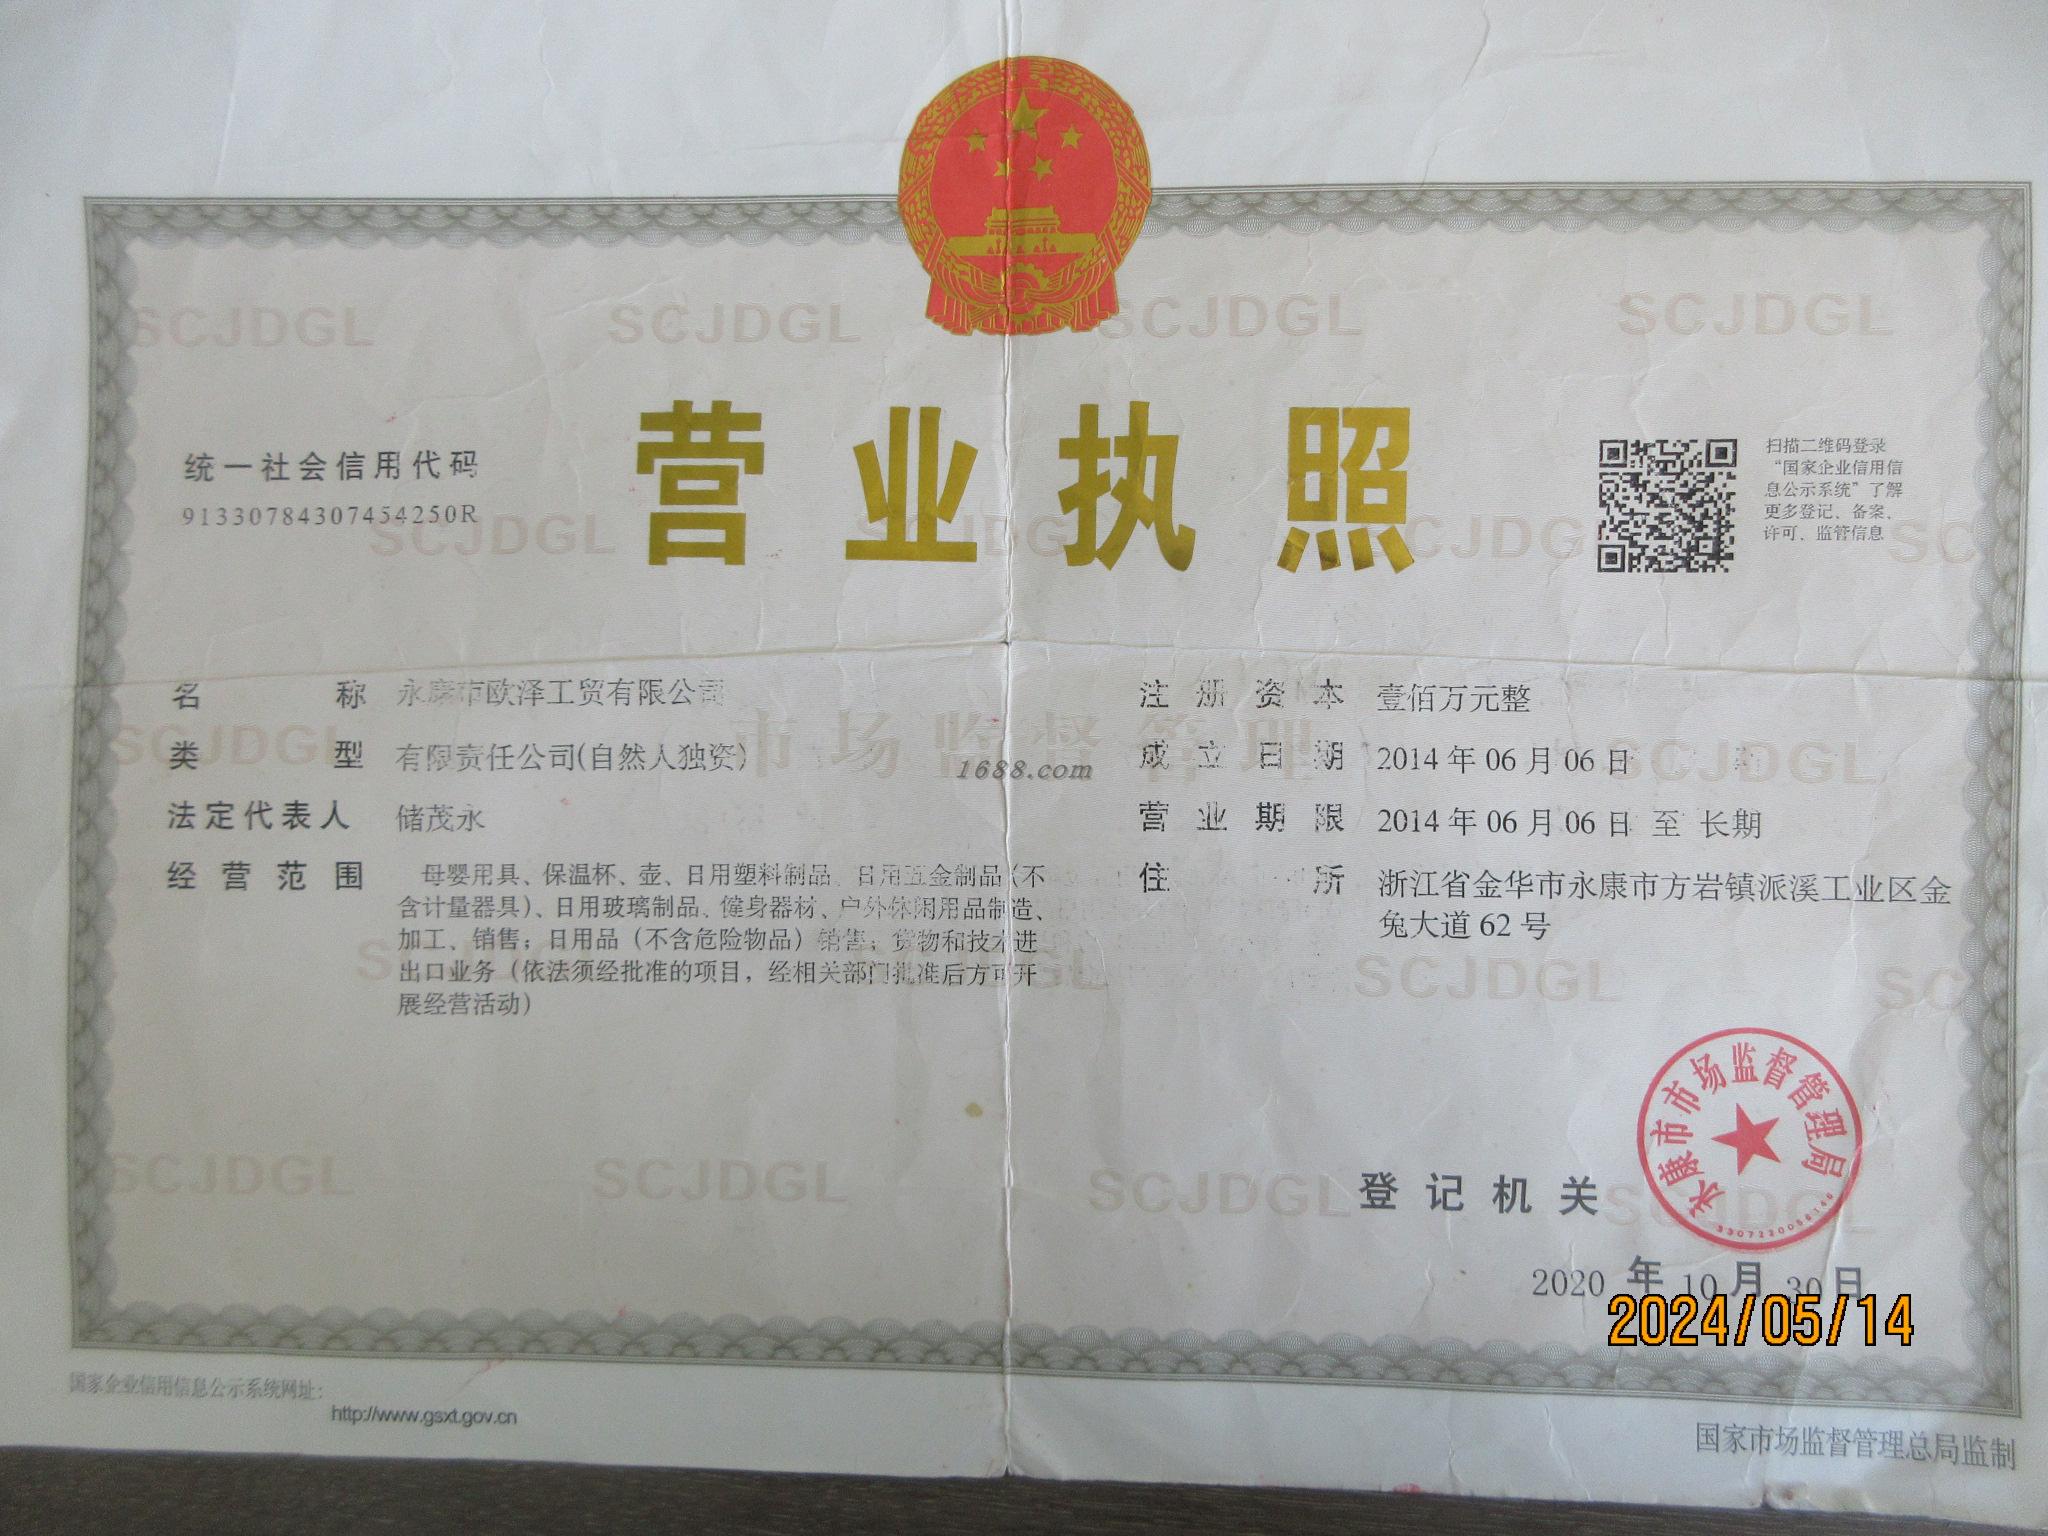 营业执照
统一社会信用代码
91330784307454250R
扫描二维码登录
“国家企业信用信
息公示系统”了解
更多登记、备案、
许可、监管信息
名称 永康市欧泽工贸有限公司
类型 有限责任公司(自然人独资)
法定代表人 储茂永
经营范围 母婴用具、保温杯、壶、日用塑料制品、日用五金制品（不
含计量器具）、日用玻璃制品、健身器材、户外休闲用品制造、
加工、销售；日用品（不含危险物品）销售；货物和技术进
出口业务（依法须经批准的项目，经相关部门批准后方可开
展经营活动）
注册资本 壹佰万元整
成立日期 2014年06月06日
营业期限 2014年06月06日 至 长期
住所 浙江省金华市永康市方岩镇派溪工业区金
兔大道62号
市场监督管理
1688.com
SCJDGL SCJDGL SCJDGL SCJDGL
登记机关
永康市市场监督管理局
2020年10月30日
2024/05/14
国家企业信用信息公示系统网址：
http://www.gsxt.gov.cn
国家市场监督管理总局监制